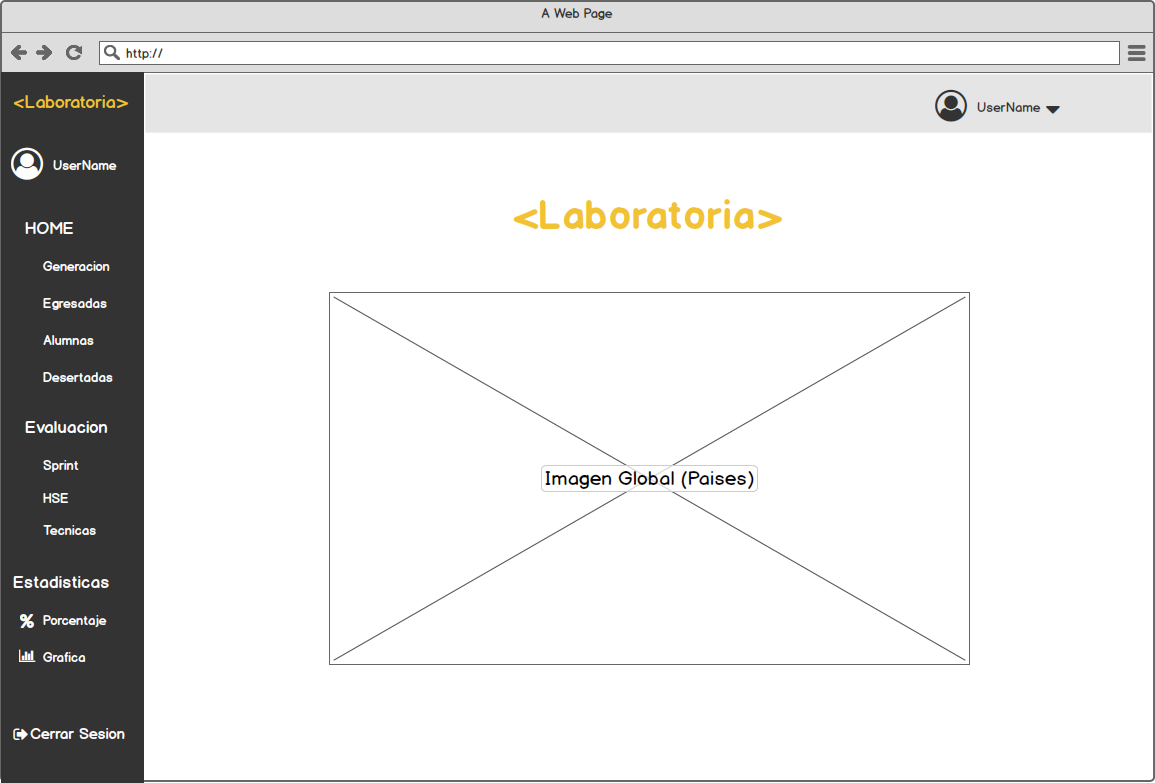 A Web Page
http://
<Laboratoria>
UserName
HOME
Generacion
Egresadas
Alumnas
Desertadas
Evaluacion
Sprint
HSE
Tecnicas
Estadisticas
% Porcentaje
Grafica
Cerrar Sesion
UserName
<Laboratoria>
Imagen Global (Paises)